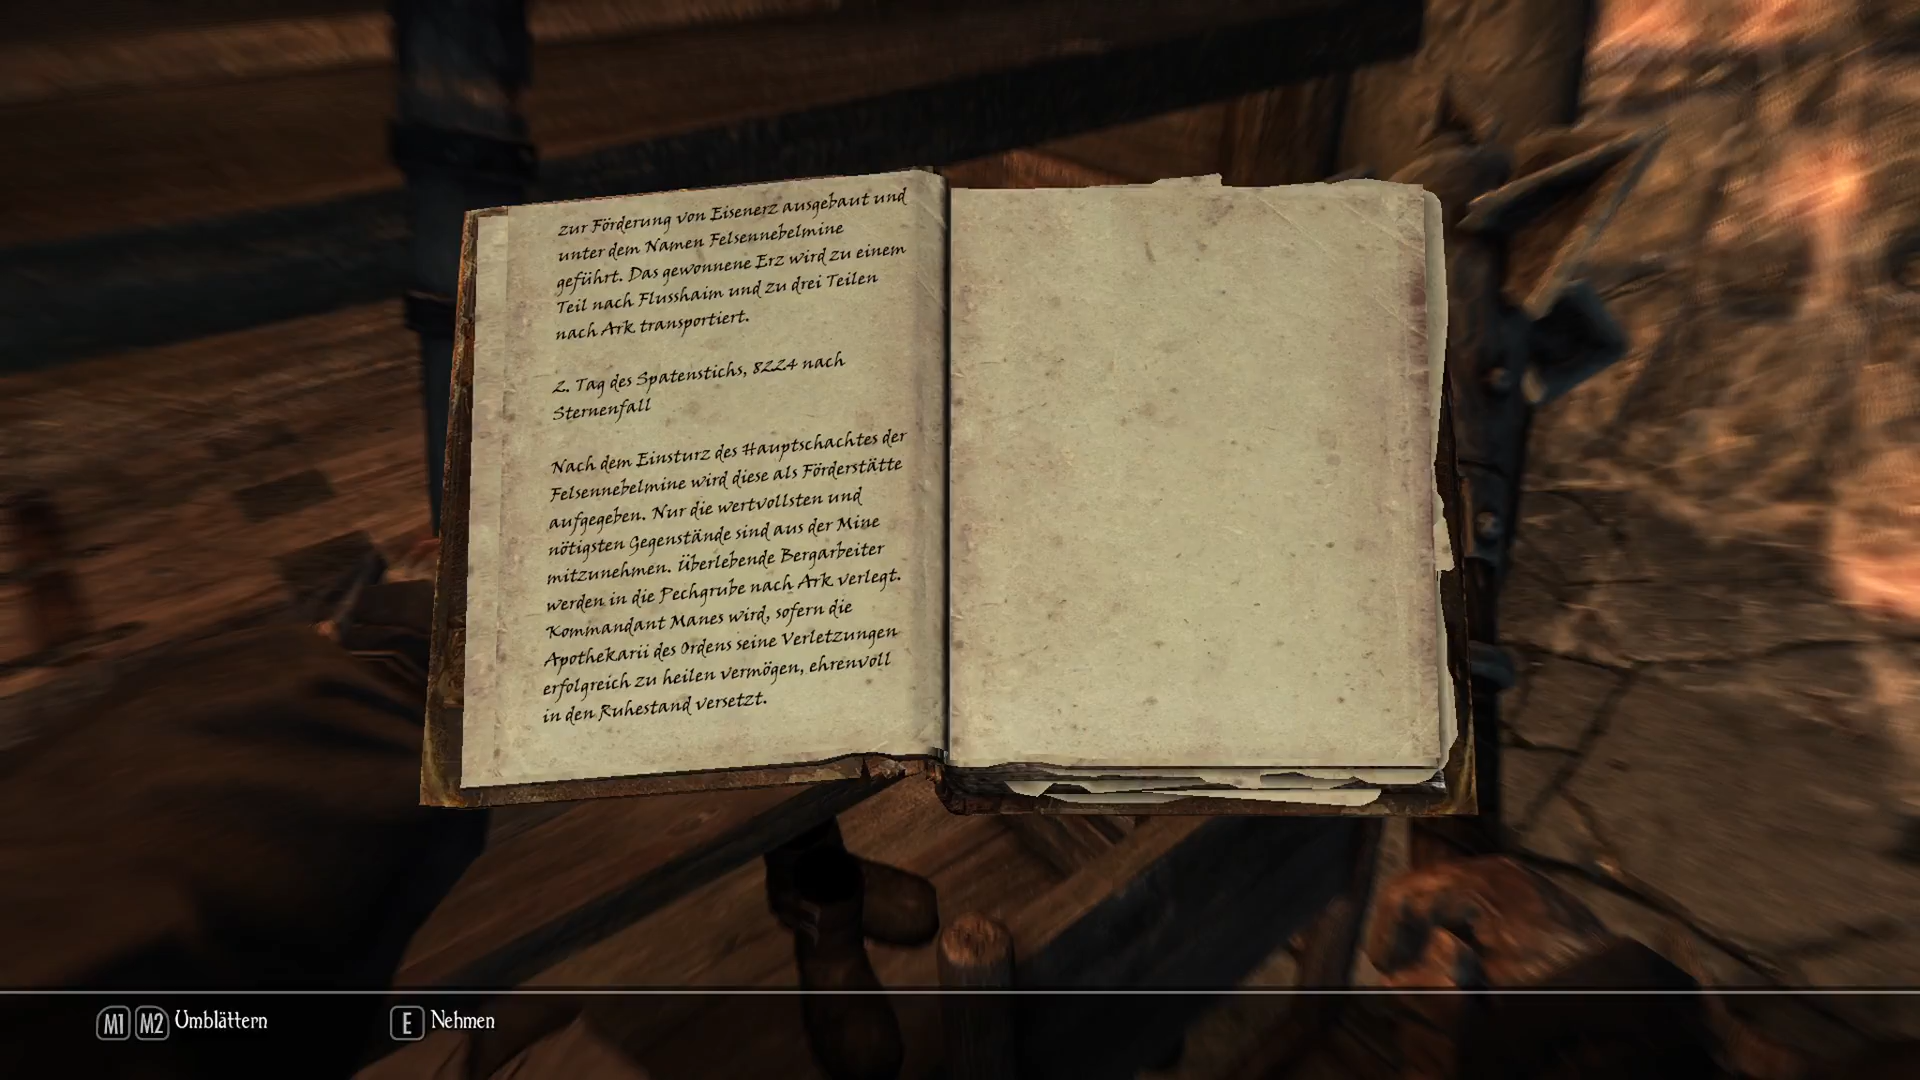 zur Förderung von Eisenerz ausgebaut und
unter dem Namen Felsennebelmine
geführt. Das gewonnene Erz wird zu einem
Teil nach Flusshaim und zu drei Teilen
nach Ark transportiert.
2. Tag des Spatenstichs, 8224 nach
Sternenfall
Nach dem Einsturz des Hauptschachtes der
Felsennebelmine wird diese als Förderstätte
aufgegeben. Nur die wertvollsten und
nötigsten Gegenstände sind aus der Mine
mitzunehmen. Überlebende Bergarbeiter
werden in die Pechgrube nach Ark verlegt.
Kommandant Manes wird, sofern die
Apothekarii des Ordens seine Verletzungen
erfolgreich zu heilen vermögen, ehrenvoll
in den Ruhestand versetzt.
M1 M2 Umblättern E Nehmen